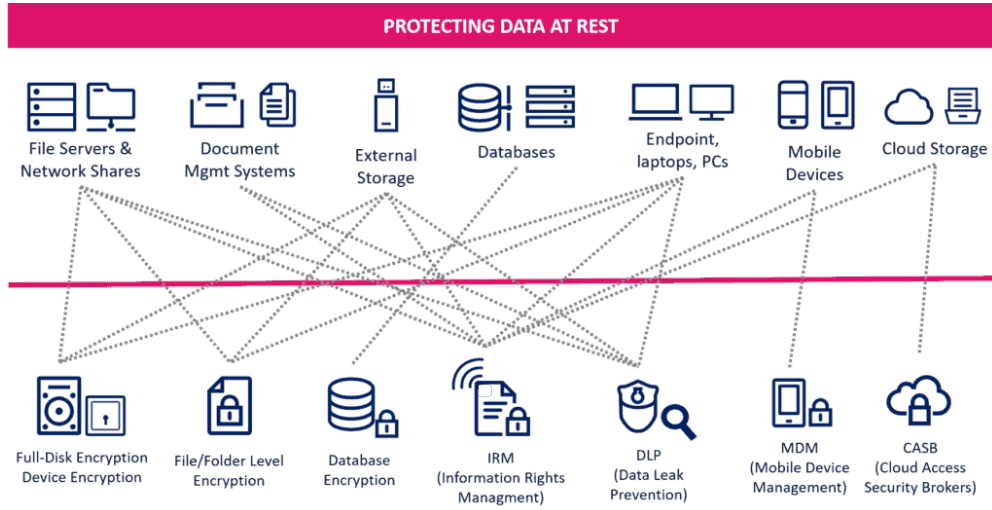 PROTECTING DATA AT REST
File Servers &
Network Shares
Document
Mgmt Systems
External
Storage
Databases
Endpoint,
laptops, PCs
Mobile
Devices
Cloud Storage
Full-Disk Encryption
Device Encryption
File/Folder Level
Encryption
Database
Encryption
IRM
(Information Rights
Managment)
DLP
(Data Leak
Prevention)
MDM
(Mobile Device
Management)
CASB
(Cloud Access
Security Brokers)